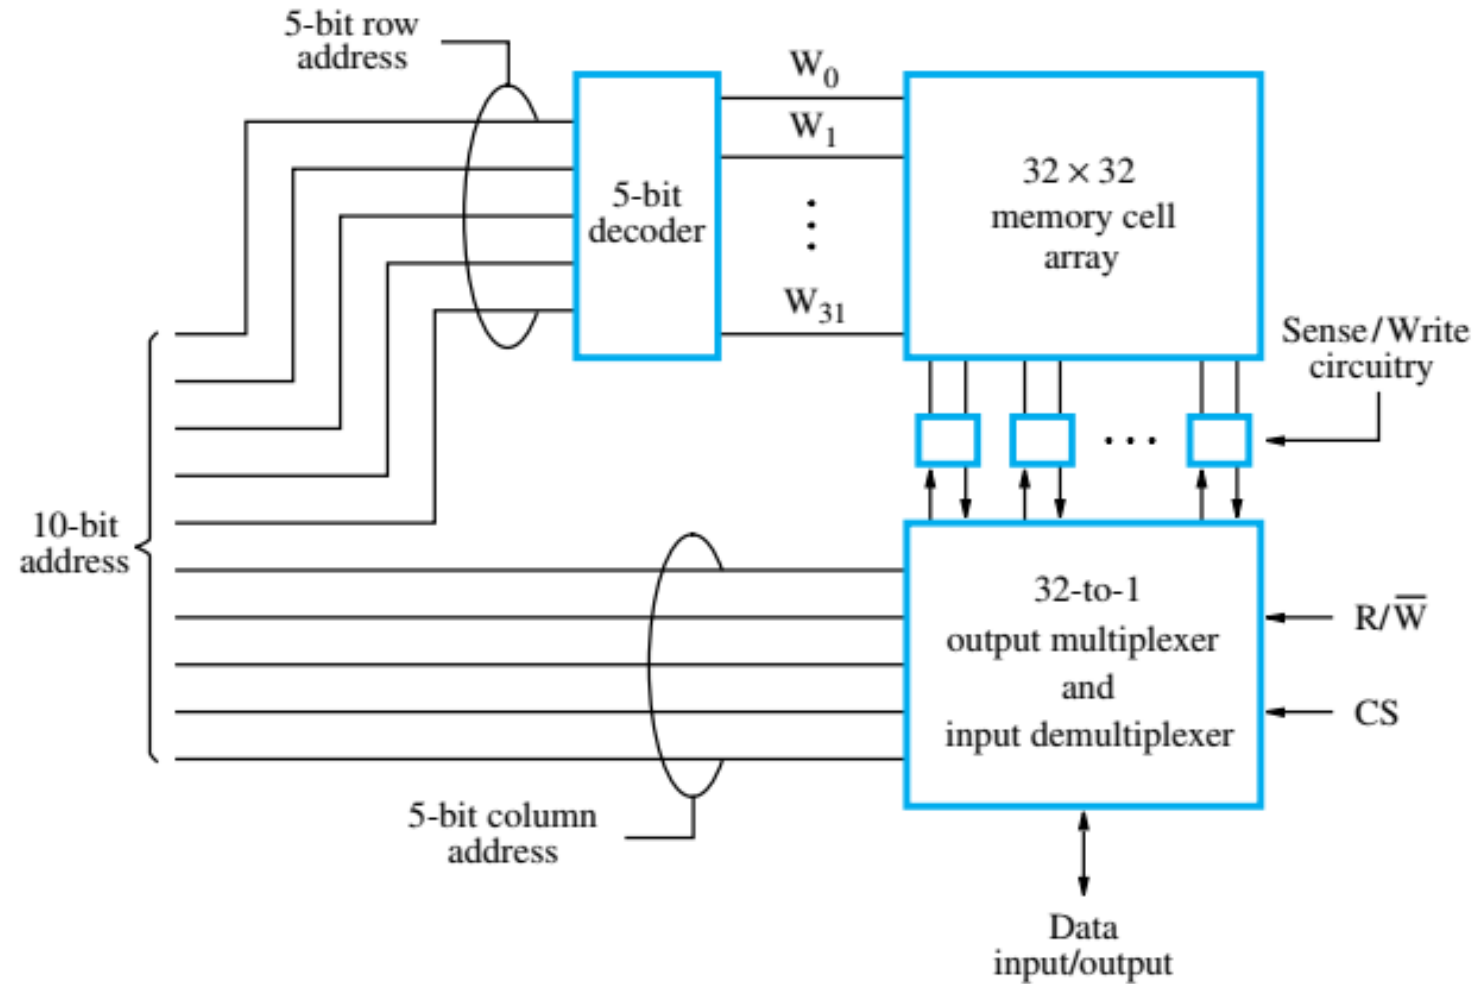 5-bit row
address
W0
W1
5-bit
decoder
32 × 32
memory cell
array
W31
Sense/Write
circuitry
10-bit
address
32-to-1
output multiplexer
and
input demultiplexer
R/W̅
CS
5-bit column
address
Data
input/output